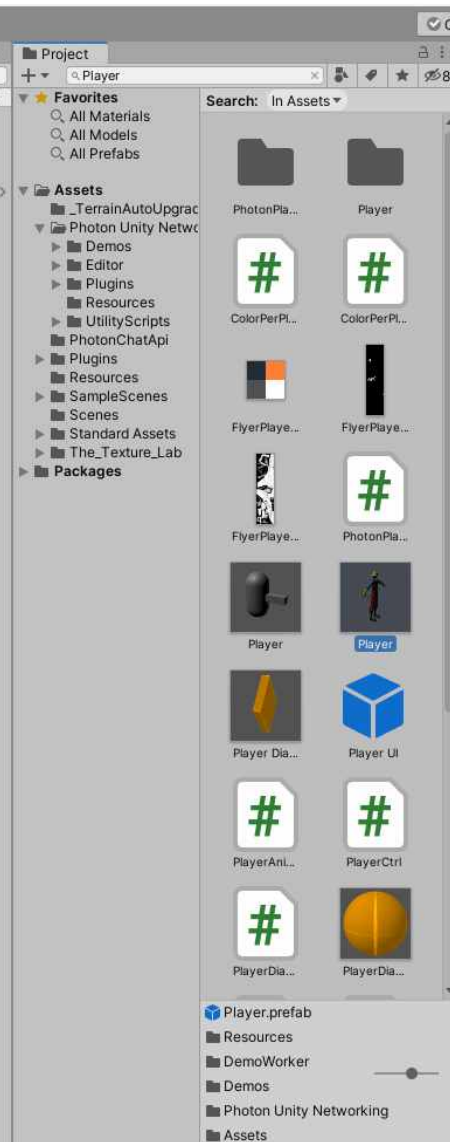 Project
Player
8
Favorites
All Materials
All Models
All Prefabs
Assets
_TerrainAutoUpgrac
Photon Unity Netwo
Demos
Editor
Plugins
Resources
UtilityScripts
PhotonChatApi
Plugins
Resources
SampleScenes
Scenes
Standard Assets
The_Texture_Lab
Packages
Search: In Assets
PhotonPla...
Player
ColorPerPl...
ColorPerPl...
FlyerPlaye...
FlyerPlaye...
FlyerPlaye...
PhotonPla...
Player
Player
Player Dia...
Player UI
PlayerAni...
PlayerCtrl
PlayerDia...
PlayerDia...
Player.prefab
Resources
DemoWorker
Demos
Photon Unity Networking
Assets